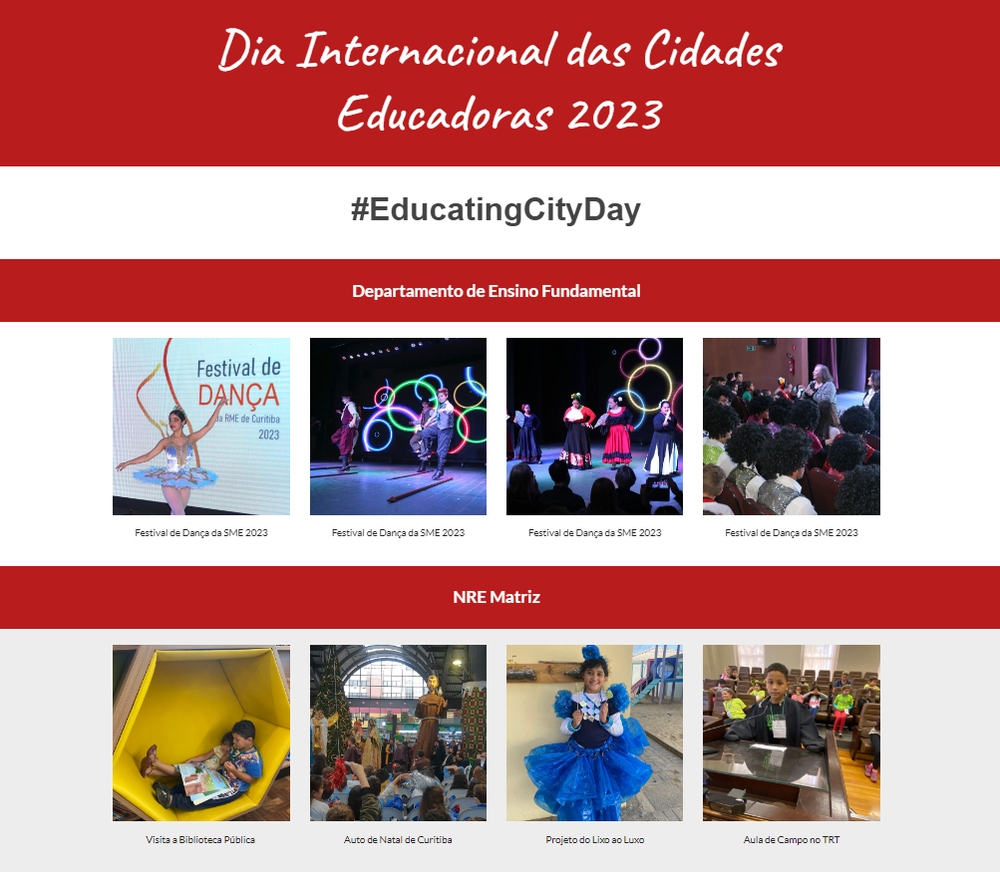 Dia Internacional das Cidades
Educadoras 2023
#EducatingCityDay
Departamento de Ensino Fundamental
Festival de
DANÇA
da RME de Curitiba
2023
Festival de Dança da SME 2023
Festival de Dança da SME 2023
Festival de Dança da SME 2023
Festival de Dança da SME 2023
NRE Matriz
Visita a Biblioteca Pública
Auto de Natal de Curitiba
Projeto do Lixo ao Luxo
Aula de Campo no TRT